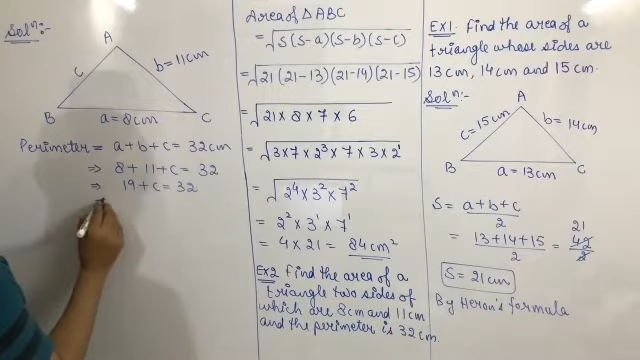 Ex1. Find the area of a
triangle whose sides are
13cm, 14cm and 15cm.
Solⁿ:-
A
c=15cm
b=14cm
B
a=13cm
C
S = a+b+c / 2
= 13+14+15 / 2 = 42 / 2 21
S=21cm
By Heron's formula
Area of △ABC
= √S(S-a)(S-b)(S-c)
= √21(21-13)(21-14)(21-15)
= √21×8×7×6
= √3×7×2³×7×3×2¹
= √2⁴×3²×7²
= 2²×3¹×7¹
= 4×21 = 84cm²
Ex2 Find the area of a
triangle two sides of
which are 8cm and 11cm
and the perimeter is 32cm.
Solⁿ:-
A
c
b=11cm
B
a=8cm
C
Perimeter = a+b+c = 32cm
⇒ 8+11+c = 32
⇒ 19+c = 32